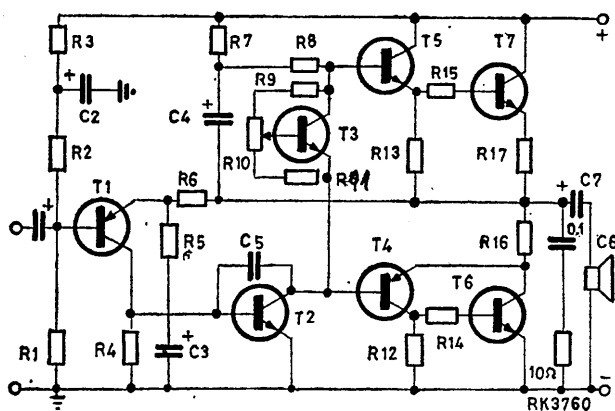 R3
R7
R8
T5
T7
+
R9
R15
C2
C4
T3
R2
R10
R13
R17
T1
R6
C7
R5
C5
R16
0,1
C6
T4
T6
T2
R1
R4
C3
R12
R14
10Ω
-
RK3760